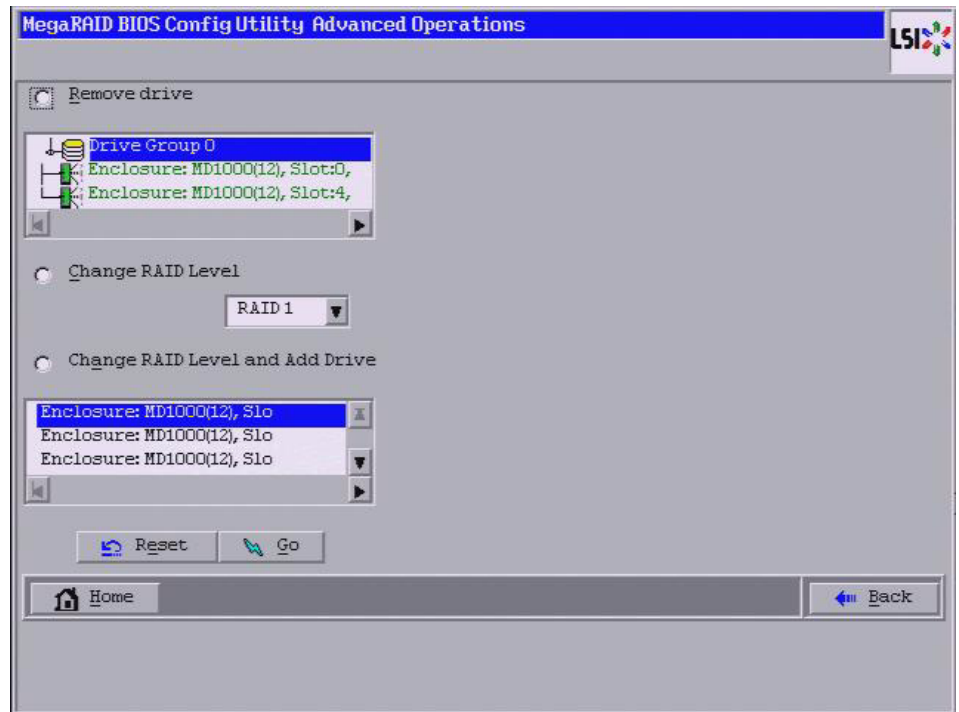 MegaRAID BIOS Config Utility Advanced Operations
LSI
Remove drive
Drive Group 0
Enclosure: MD1000(12), Slot:0,
Enclosure: MD1000(12), Slot:4,
Change RAID Level
RAID 1
Change RAID Level and Add Drive
Enclosure: MD1000(12), Slo
Enclosure: MD1000(12), Slo
Enclosure: MD1000(12), Slo
Reset Go
Home Back